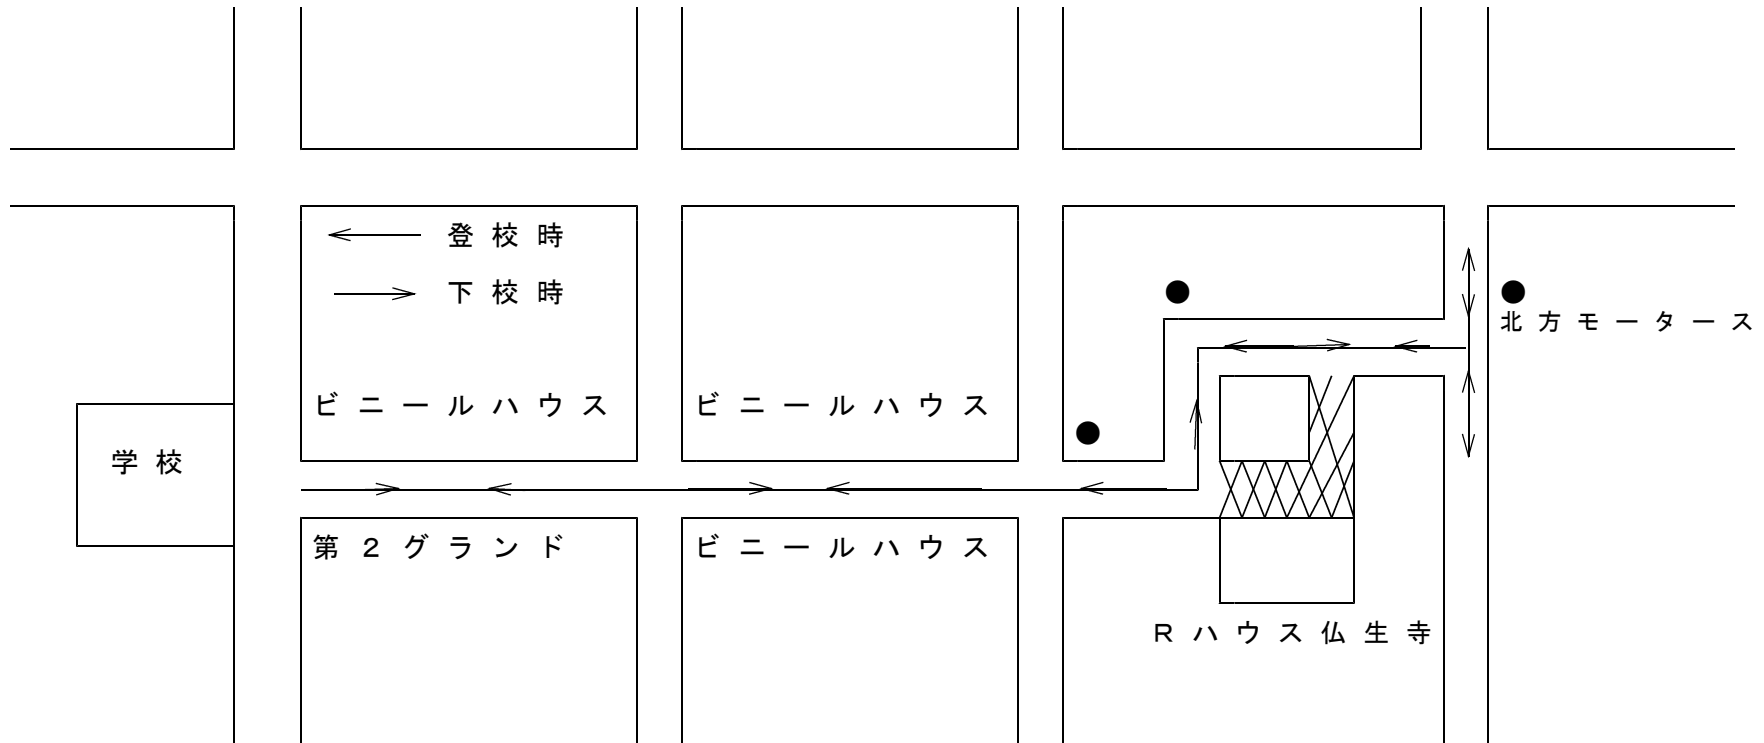 登校時
下校時
北方モータース
ビニールハウス
ビニールハウス
学校
第２グランド
ビニールハウス
Ｒハウス仏生寺